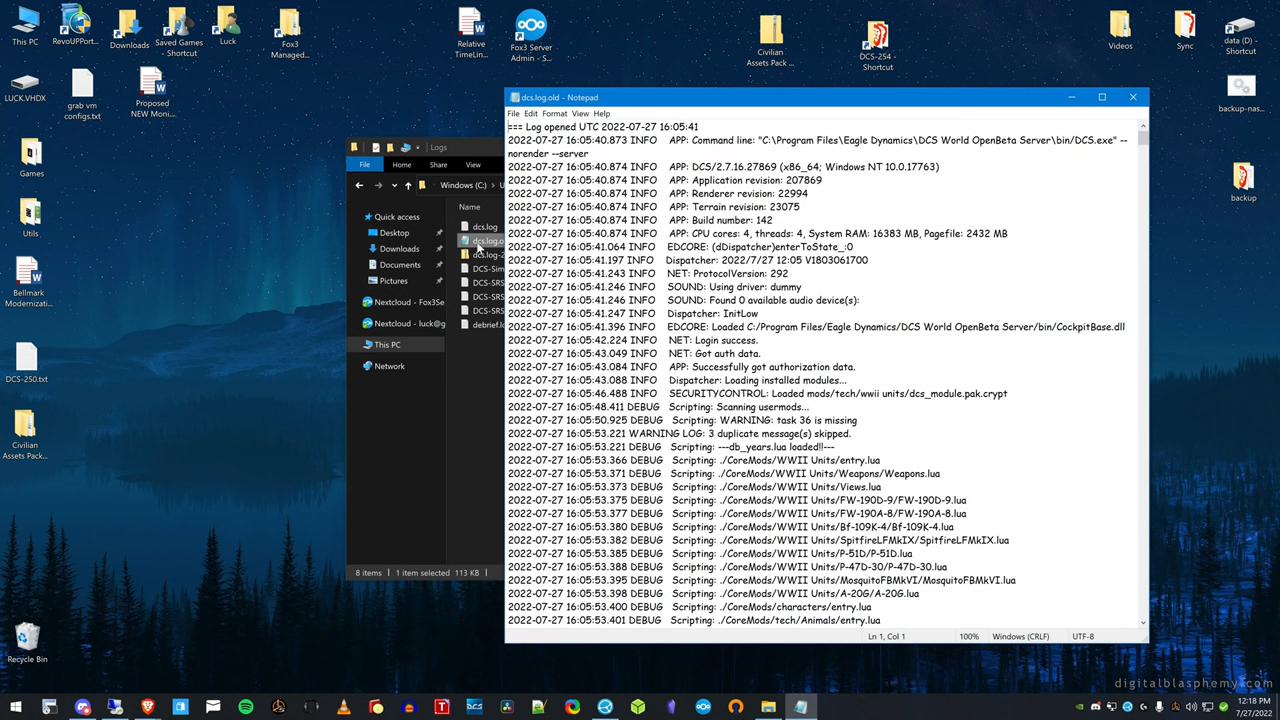 This PC
RevoUPPort...
Downloads
Saved Games - Shortcut
Luck
Fox3 Managed...
Relative TimeLin...
Fox3 Server Admin - S...
Civilian Assets Pack ...
DCS-254 - Shortcut
Videos
Sync
data (D) - Shortcut
LUCK.VHDX
grab vm configs.txt
Proposed NEW Moni...
backup-nas...
Games
Utils
Bellmark Modernizati...
DCS-250.txt
Civilian Assets Pack...
Recycle Bin
backup
Logs
File Home Share View
Windows (C:)
Name
Quick access
Desktop
Downloads
Documents
Pictures
Nextcloud - Fox3Se
Nextcloud - luck@g
This PC
Network
dcs.log
dcs.log.o
dcs.log-2
DCS-Sim
DCS-SRS
DCS-SRS
DCS-SRS
debrief.lo
8 items 1 item selected 113 KB
dcs.log.old - Notepad
File Edit Format View Help
=== Log opened UTC 2022-07-27 16:05:41
2022-07-27 16:05:40.873 INFO APP: Command line: "C:\Program Files\Eagle Dynamics\DCS World OpenBeta Server\bin/DCS.exe" --
norender --server
2022-07-27 16:05:40.874 INFO APP: DCS/2.7.16.27869 (x86_64; Windows NT 10.0.17763)
2022-07-27 16:05:40.874 INFO APP: Application revision: 207869
2022-07-27 16:05:40.874 INFO APP: Renderer revision: 22994
2022-07-27 16:05:40.874 INFO APP: Terrain revision: 23075
2022-07-27 16:05:40.874 INFO APP: Build number: 142
2022-07-27 16:05:40.874 INFO APP: CPU cores: 4, threads: 4, System RAM: 16383 MB, Pagefile: 2432 MB
2022-07-27 16:05:41.064 INFO EDCORE: (dDispatcher)enterToState_:0
2022-07-27 16:05:41.197 INFO Dispatcher: 2022/7/27 12:05 V1803061700
2022-07-27 16:05:41.243 INFO NET: ProtocolVersion: 292
2022-07-27 16:05:41.246 INFO SOUND: Using driver: dummy
2022-07-27 16:05:41.246 INFO SOUND: Found 0 available audio device(s):
2022-07-27 16:05:41.247 INFO Dispatcher: InitLow
2022-07-27 16:05:41.396 INFO EDCORE: Loaded C:/Program Files/Eagle Dynamics/DCS World OpenBeta Server/bin/CockpitBase.dll
2022-07-27 16:05:42.224 INFO NET: Login success.
2022-07-27 16:05:43.049 INFO NET: Got auth data.
2022-07-27 16:05:43.084 INFO APP: Successfully got authorization data.
2022-07-27 16:05:43.088 INFO Dispatcher: Loading installed modules...
2022-07-27 16:05:46.488 INFO SECURITYCONTROL: Loaded mods/tech/wwii units/dcs_module.pak.crypt
2022-07-27 16:05:48.411 DEBUG Scripting: Scanning usermods...
2022-07-27 16:05:50.925 DEBUG Scripting: WARNING: task 36 is missing
2022-07-27 16:05:53.221 WARNING LOG: 3 duplicate message(s) skipped.
2022-07-27 16:05:53.221 DEBUG Scripting: ---db_years.lua loaded!!---
2022-07-27 16:05:53.366 DEBUG Scripting: ./CoreMods/WWII Units/entry.lua
2022-07-27 16:05:53.371 DEBUG Scripting: ./CoreMods/WWII Units/Weapons/Weapons.lua
2022-07-27 16:05:53.373 DEBUG Scripting: ./CoreMods/WWII Units/Views.lua
2022-07-27 16:05:53.375 DEBUG Scripting: ./CoreMods/WWII Units/FW-190D-9/FW-190D-9.lua
2022-07-27 16:05:53.377 DEBUG Scripting: ./CoreMods/WWII Units/FW-190A-8/FW-190A-8.lua
2022-07-27 16:05:53.380 DEBUG Scripting: ./CoreMods/WWII Units/Bf-109K-4/Bf-109K-4.lua
2022-07-27 16:05:53.382 DEBUG Scripting: ./CoreMods/WWII Units/SpitfireLFMkIX/SpitfireLFMkIX.lua
2022-07-27 16:05:53.385 DEBUG Scripting: ./CoreMods/WWII Units/P-51D/P-51D.lua
2022-07-27 16:05:53.388 DEBUG Scripting: ./CoreMods/WWII Units/P-47D-30/P-47D-30.lua
2022-07-27 16:05:53.395 DEBUG Scripting: ./CoreMods/WWII Units/MosquitoFBMkVI/MosquitoFBMkVI.lua
2022-07-27 16:05:53.398 DEBUG Scripting: ./CoreMods/WWII Units/A-20G/A-20G.lua
2022-07-27 16:05:53.400 DEBUG Scripting: ./CoreMods/characters/entry.lua
2022-07-27 16:05:53.401 DEBUG Scripting: ./CoreMods/tech/Animals/entry.lua
Ln 1, Col 1 100% Windows (CRLF) UTF-8
digitalblasphemy.com
12:18 PM
7/27/2022